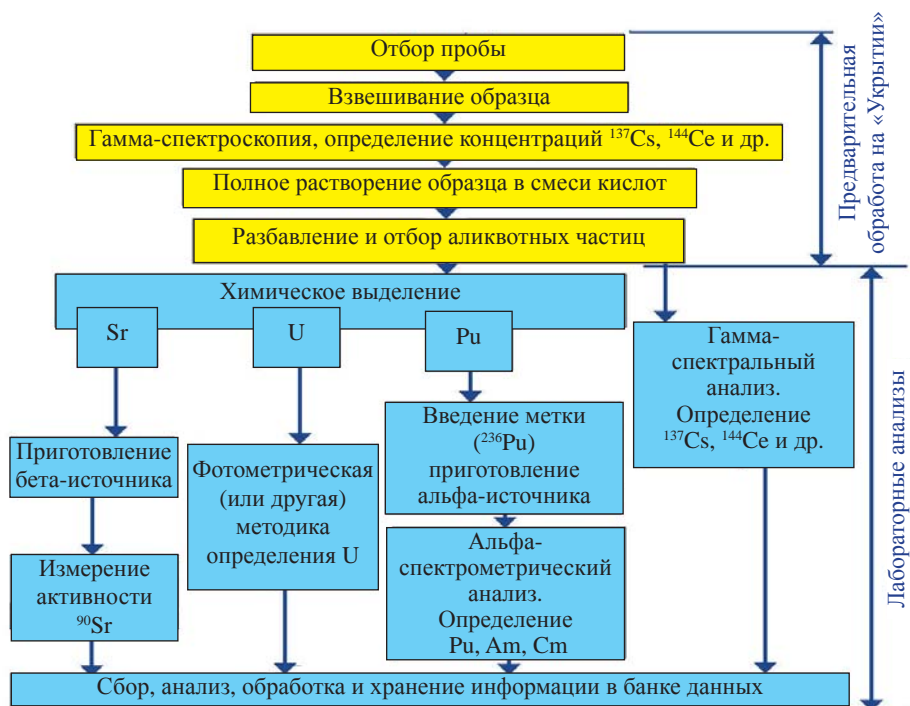 Отбор пробы
Взвешивание образца
Гамма-спектроскопия, определение концентраций ¹³⁷Cs, ¹⁴⁴Ce и др.
Полное растворение образца в смеси кислот
Разбавление и отбор аликвотных частиц
Предварительная
обработа на «Укрытии»
Химическое выделение
Sr
U
Pu
Приготовление
бета-источника
Измерение
активности
⁹⁰Sr
Фотометрическая
(или другая)
методика
определения U
Введение метки
(²³⁶Pu)
приготовление
альфа-источника
Альфа-
спектрометрический
анализ.
Определение
Pu, Am, Cm
Гамма-
спектральный
анализ.
Определение
¹³⁷Cs, ¹⁴⁴Ce и др.
Лабораторные анализы
Сбор, анализ, обработка и хранение информации в банке данных